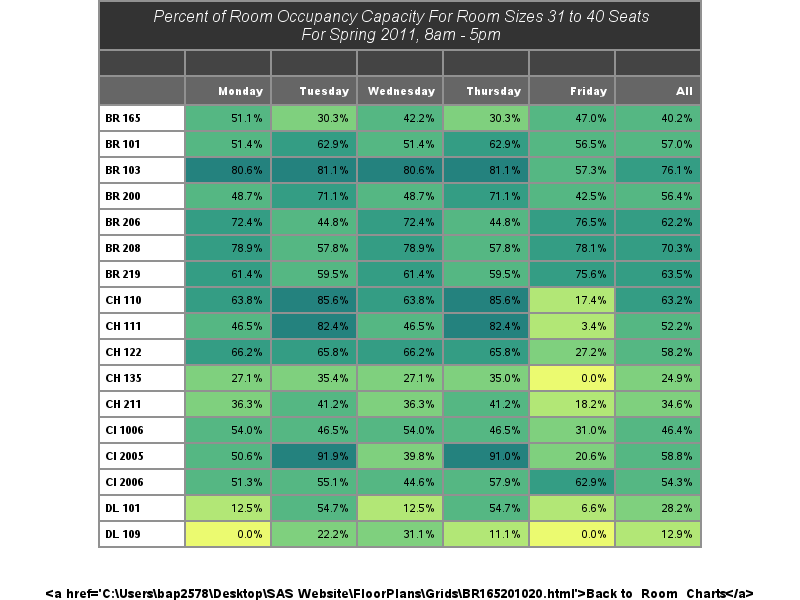 Percent of Room Occupancy Capacity For Room Sizes 31 to 40 Seats
For Spring 2011, 8am - 5pm
Monday Tuesday Wednesday Thursday Friday All
BR 165 51.1% 30.3% 42.2% 30.3% 47.0% 40.2%
BR 101 51.4% 62.9% 51.4% 62.9% 56.5% 57.0%
BR 103 80.6% 81.1% 80.6% 81.1% 57.3% 76.1%
BR 200 48.7% 71.1% 48.7% 71.1% 42.5% 56.4%
BR 206 72.4% 44.8% 72.4% 44.8% 76.5% 62.2%
BR 208 78.9% 57.8% 78.9% 57.8% 78.1% 70.3%
BR 219 61.4% 59.5% 61.4% 59.5% 75.6% 63.5%
CH 110 63.8% 85.6% 63.8% 85.6% 17.4% 63.2%
CH 111 46.5% 82.4% 46.5% 82.4% 3.4% 52.2%
CH 122 66.2% 65.8% 66.2% 65.8% 27.2% 58.2%
CH 135 27.1% 35.4% 27.1% 35.0% 0.0% 24.9%
CH 211 36.3% 41.2% 36.3% 41.2% 18.2% 34.6%
CI 1006 54.0% 46.5% 54.0% 46.5% 31.0% 46.4%
CI 2005 50.6% 91.9% 39.8% 91.0% 20.6% 58.8%
CI 2006 51.3% 55.1% 44.6% 57.9% 62.9% 54.3%
DL 101 12.5% 54.7% 12.5% 54.7% 6.6% 28.2%
DL 109 0.0% 22.2% 31.1% 11.1% 0.0% 12.9%
<a href='C:\Users\bap2578\Desktop\SAS Website\FloorPlans\Grids\BR165201020.html'>Back to Room Charts</a>